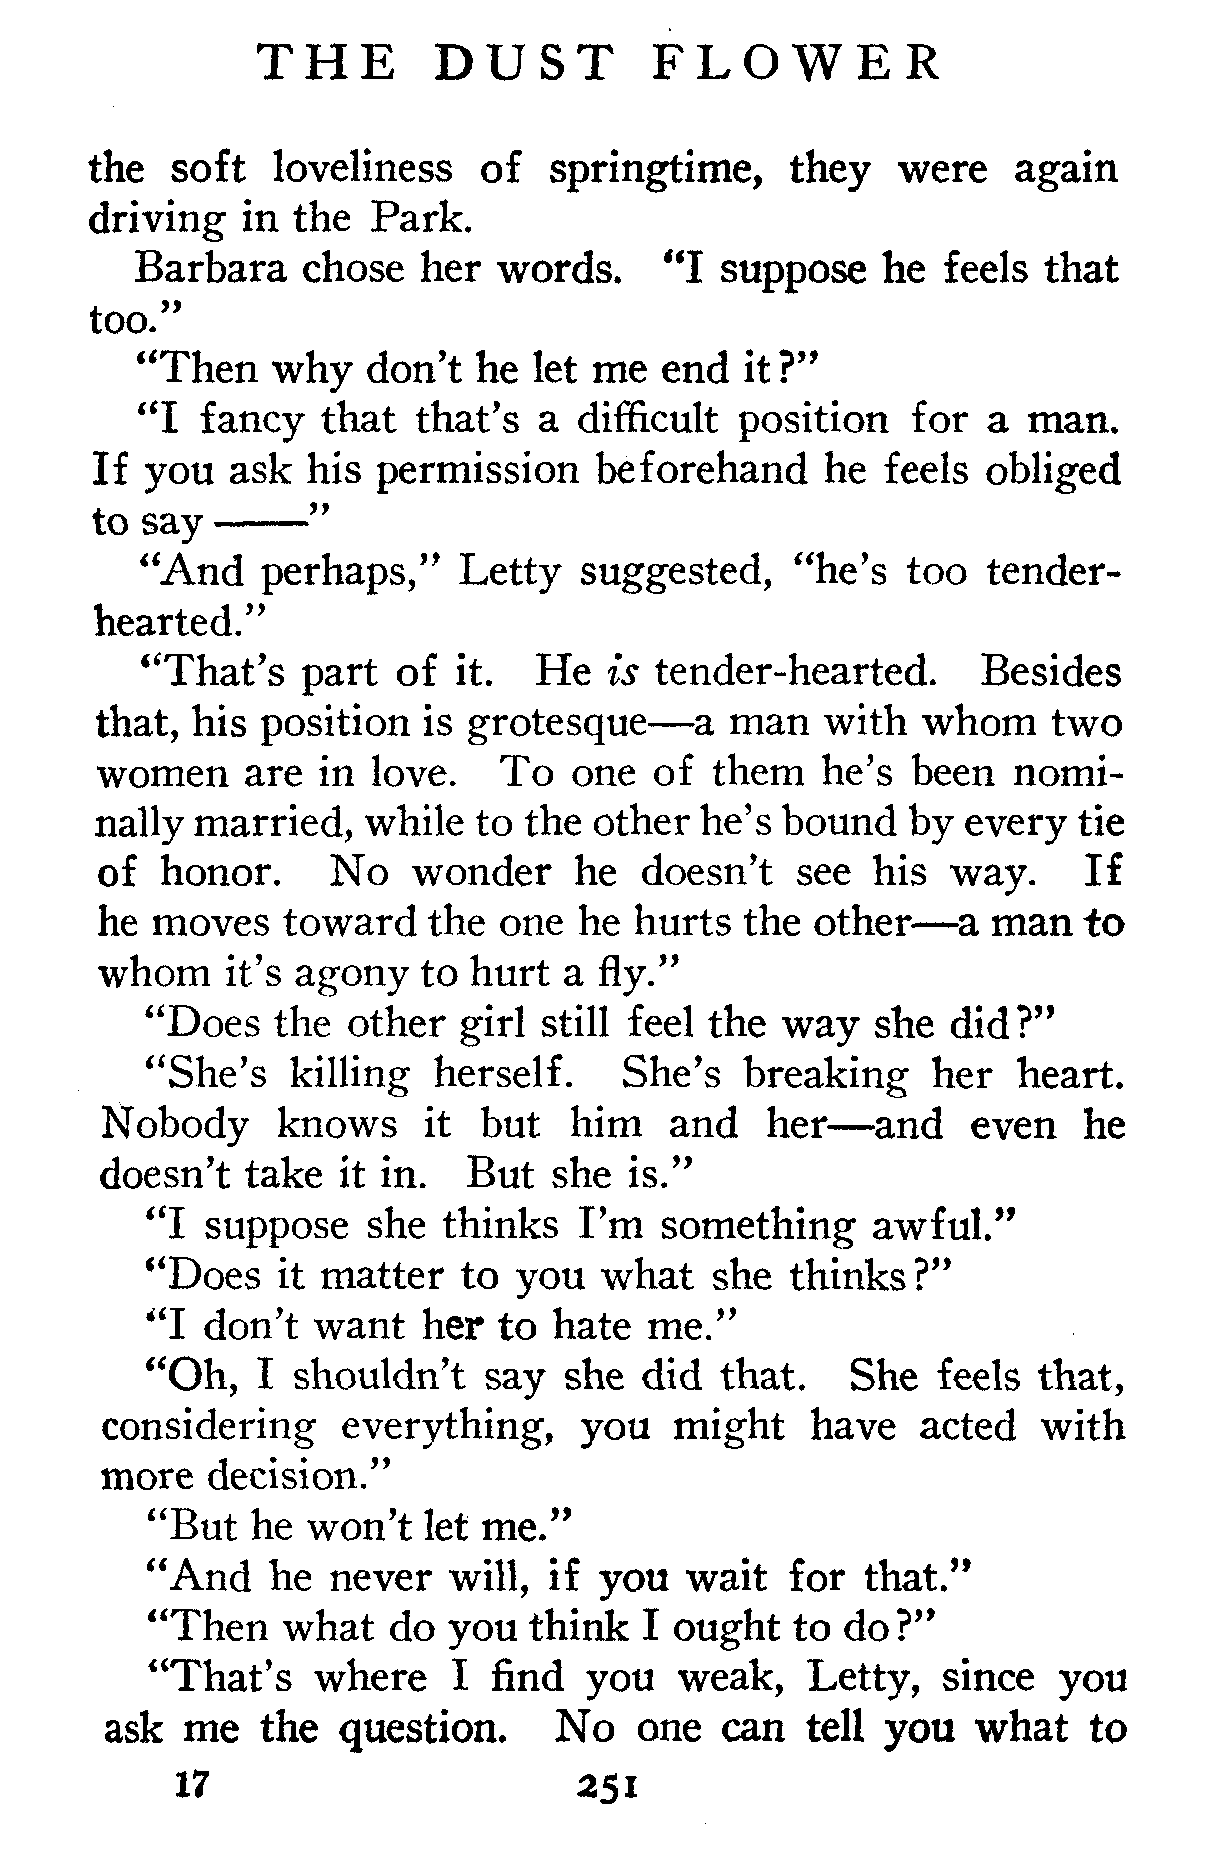 THE DUST FLOWER
the soft loveliness of springtime, they were again
driving in the Park.
Barbara chose her words. “I suppose he feels that
too.”
“Then why don’t he let me end it?”
“I fancy that that’s a difficult position for a man.
If you ask his permission beforehand he feels obliged
to say ——”
“And perhaps,” Letty suggested, “he’s too tender-
hearted.”
“That’s part of it. He is tender-hearted. Besides
that, his position is grotesque—a man with whom two
women are in love. To one of them he’s been nomi-
nally married, while to the other he’s bound by every tie
of honor. No wonder he doesn’t see his way. If
he moves toward the one he hurts the other—a man to
whom it’s agony to hurt a fly.”
“Does the other girl still feel the way she did?”
“She’s killing herself. She’s breaking her heart.
Nobody knows it but him and her—and even he
doesn’t take it in. But she is.”
“I suppose she thinks I’m something awful.”
“Does it matter to you what she thinks?”
“I don’t want her to hate me.”
“Oh, I shouldn’t say she did that. She feels that,
considering everything, you might have acted with
more decision.”
“But he won’t let me.”
“And he never will, if you wait for that.”
“Then what do you think I ought to do?”
“That’s where I find you weak, Letty, since you
ask me the question. No one can tell you what to
17 251